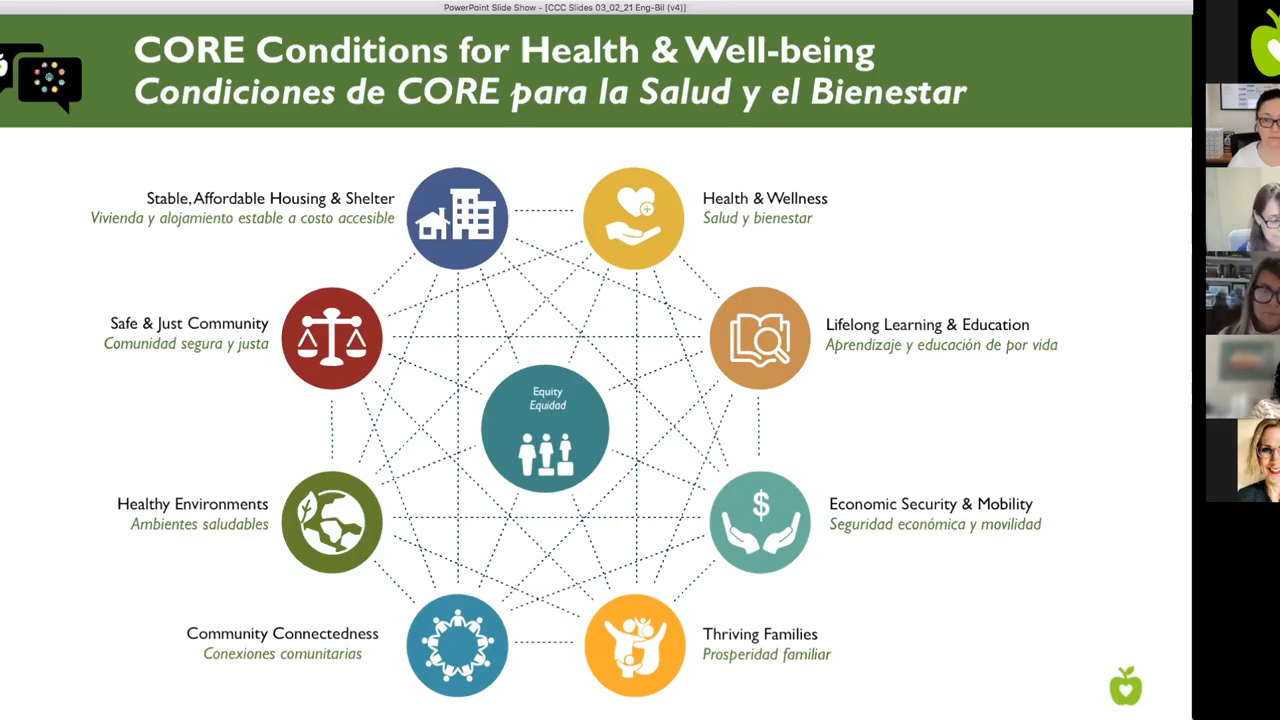 PowerPoint Slide Show - [CCC Slides 03_02_21 Eng-Bil (v4)]
CORE Conditions for Health & Well-being
Condiciones de CORE para la Salud y el Bienestar
Stable, Affordable Housing & Shelter
Vivienda y alojamiento estable a costo accesible
Health & Wellness
Salud y bienestar
Safe & Just Community
Comunidad segura y justa
Lifelong Learning & Education
Aprendizaje y educación de por vida
Equity
Equidad
Healthy Environments
Ambientes saludables
$
Economic Security & Mobility
Seguridad económica y movilidad
Community Connectedness
Conexiones comunitarias
Thriving Families
Prosperidad familiar